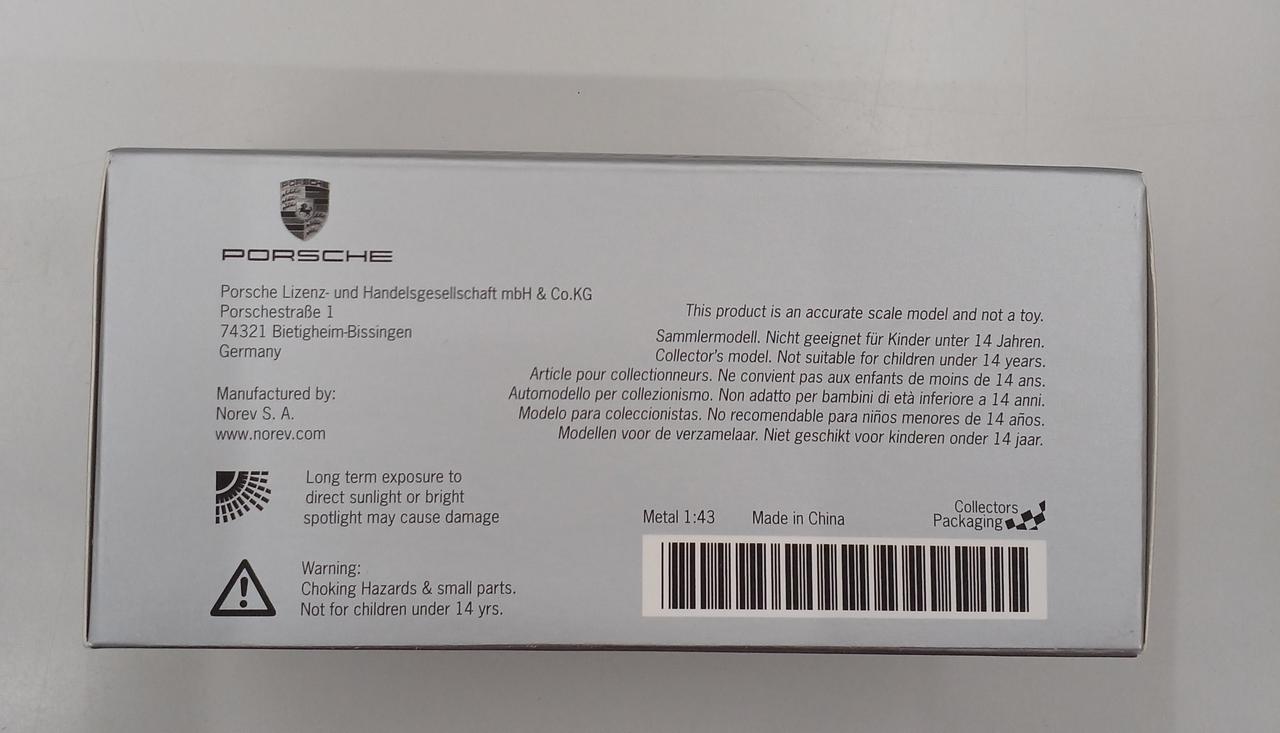 PORSCHE
PORSCHE
Porsche Lizenz- und Handelsgesellschaft mbH & Co.KG
Porschestraße 1
74321 Bietigheim-Bissingen
Germany
Manufactured by:
Norev S. A.
www.norev.com
Long term exposure to
direct sunlight or bright
spotlight may cause damage
Warning:
Choking Hazards & small parts.
Not for children under 14 yrs.
This product is an accurate scale model and not a toy.
Sammlermodell. Nicht geeignet für Kinder unter 14 Jahren.
Collector's model. Not suitable for children under 14 years.
Article pour collectionneurs. Ne convient pas aux enfants de moins de 14 ans.
Automodello per collezionismo. Non adatto per bambini di età inferiore a 14 anni.
Modelo para coleccionistas. No recomendable para niños menores de 14 años.
Modellen voor de verzamelaar. Niet geschikt voor kinderen onder 14 jaar.
Metal 1:43 Made in China
Collectors
Packaging